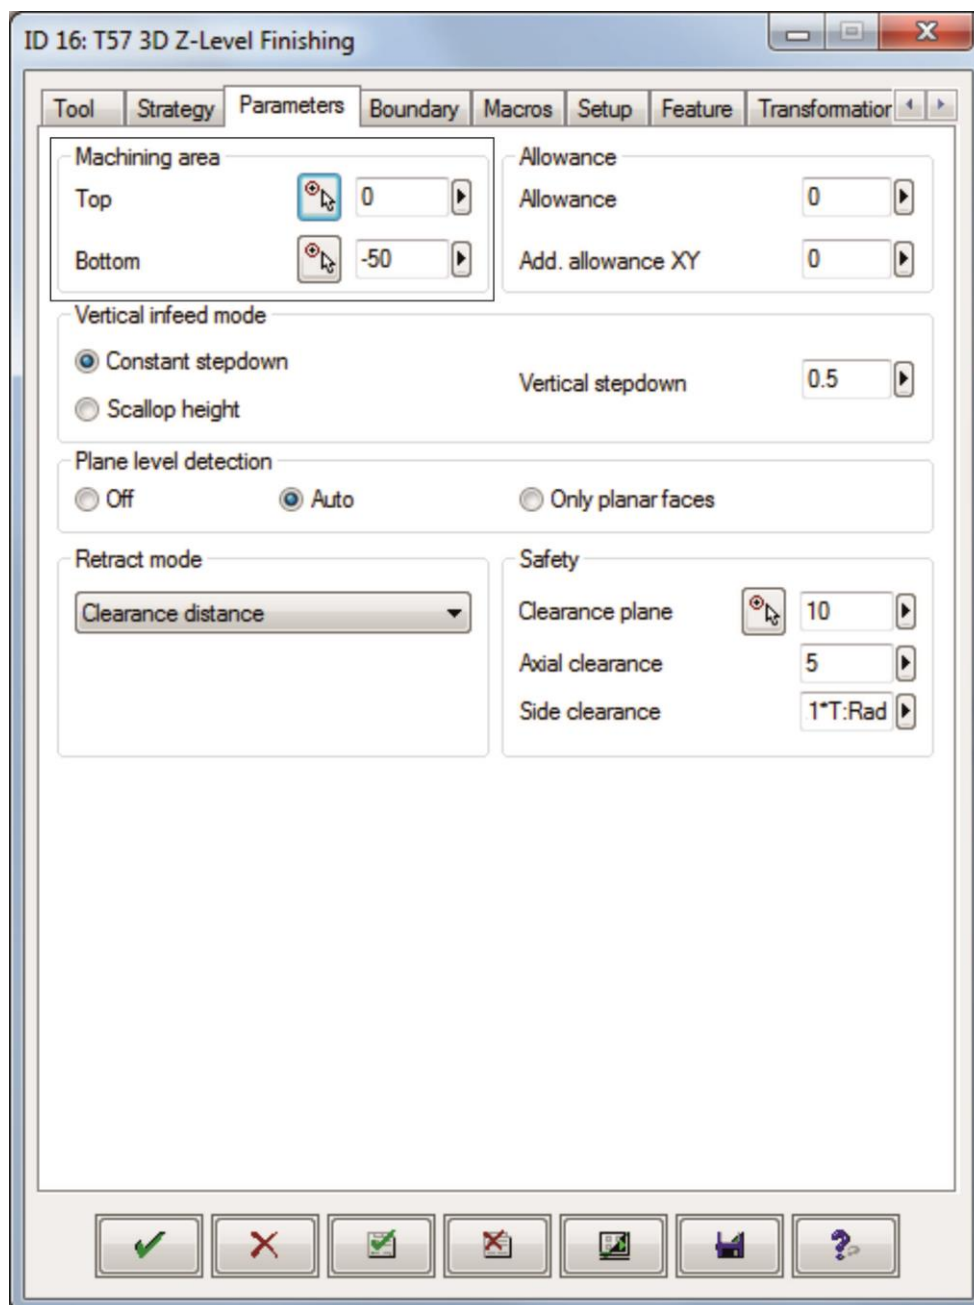 ID 16: T57 3D Z-Level Finishing
Tool Strategy Parameters Boundary Macros Setup Feature Transformation
Machining area
Top 0
Bottom -50
Allowance
Allowance 0
Add. allowance XY 0
Vertical infeed mode
Constant stepdown
Scallop height
Vertical stepdown 0.5
Plane level detection
Off Auto Only planar faces
Retract mode
Clearance distance
Safety
Clearance plane 10
Axial clearance 5
Side clearance 1*T:Rad